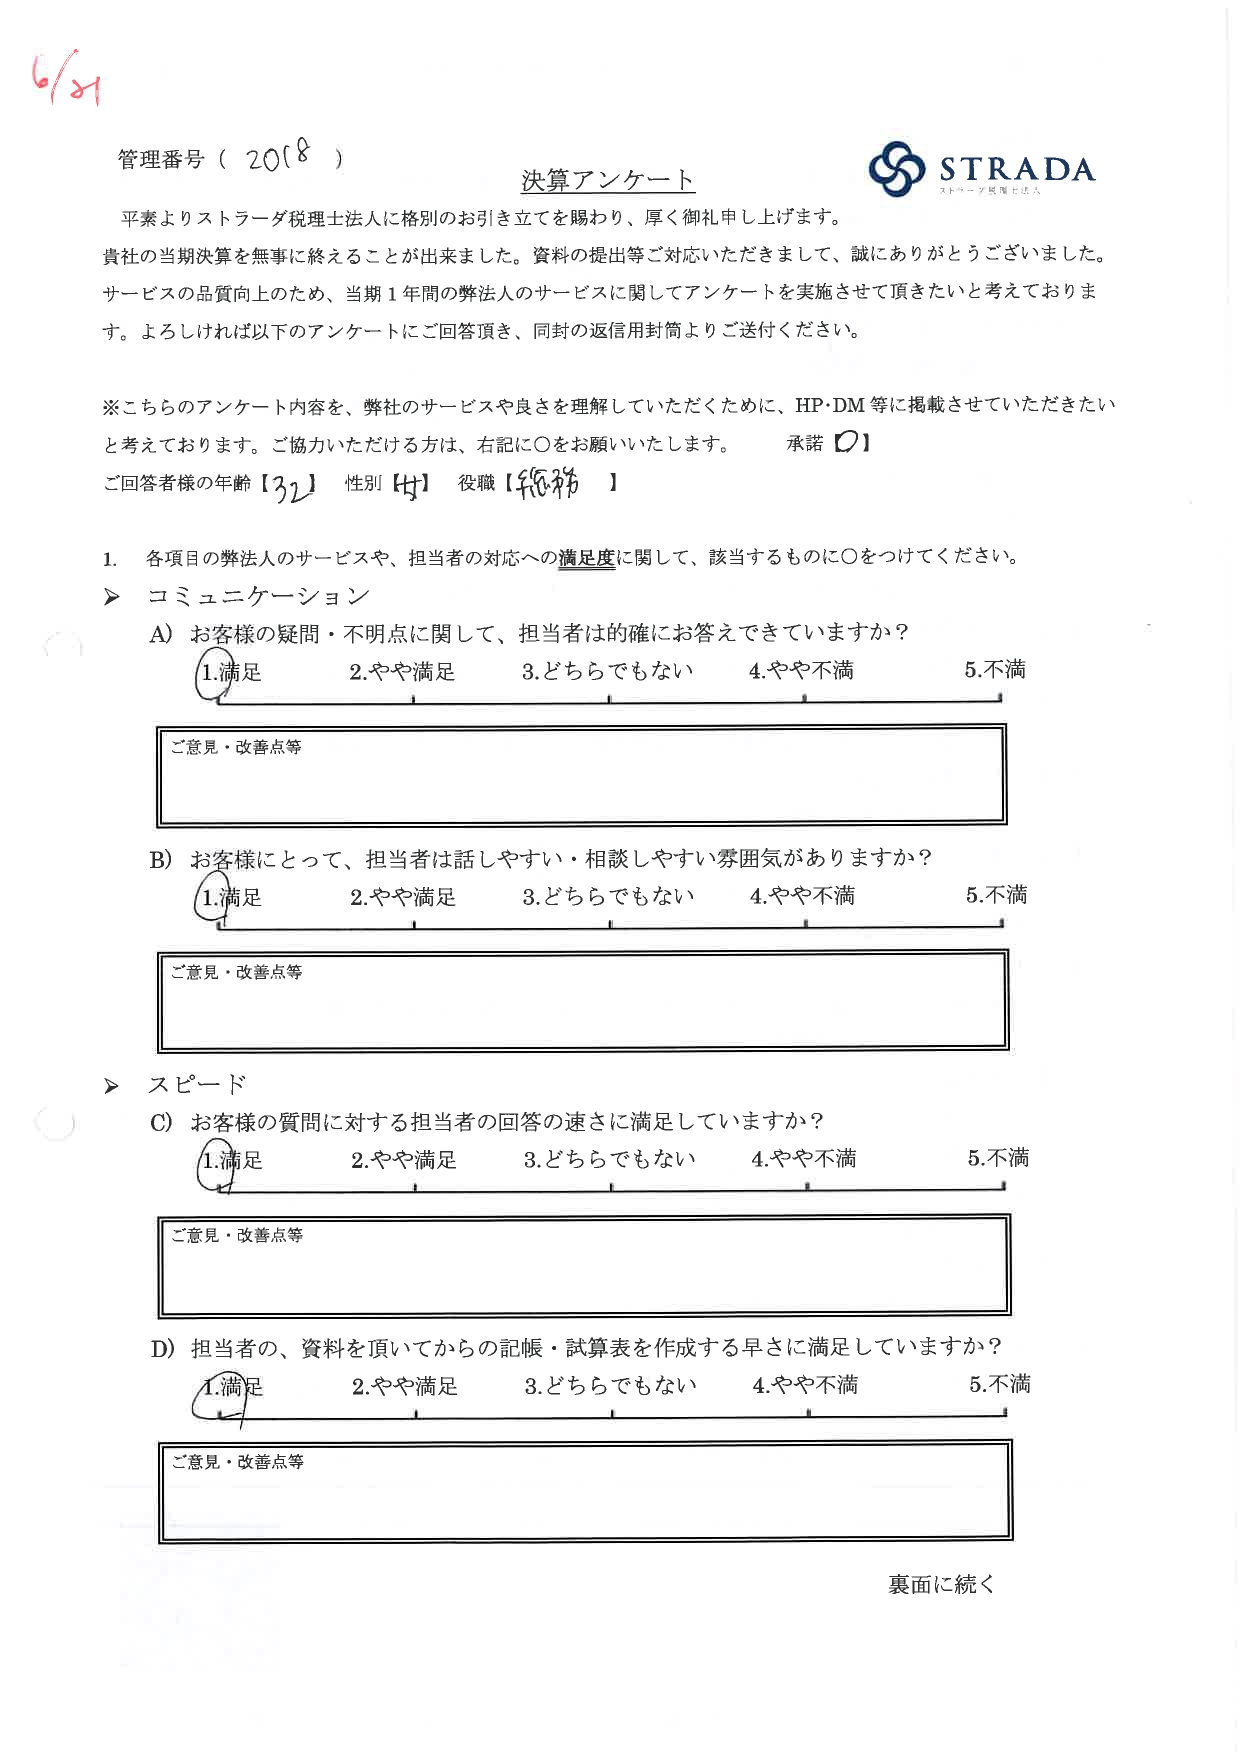 6/21
管理番号（ 2018 ）
STRADA
ストラーダ税理士法人
決算アンケート
平素よりストラーダ税理士法人に格別のお引き立てを賜わり、厚く御礼申し上げます。
貴社の当期決算を無事に終えることが出来ました。資料の提出等ご対応いただきまして、誠にありがとうございました。
サービスの品質向上のため、当期１年間の弊法人のサービスに関してアンケートを実施させて頂きたいと考えておりま
す。よろしければ以下のアンケートにご回答頂き、同封の返信用封筒よりご送付ください。
※こちらのアンケート内容を、弊社のサービスや良さを理解していただくために、HP･DM 等に掲載させていただきたい
と考えております。ご協力いただける方は、右記に〇をお願いいたします。 承諾【〇】
ご回答者様の年齢【32】 性別【女】 役職【総務 】
1. 各項目の弊法人のサービスや、担当者の対応への満足度に関して、該当するものに〇をつけてください。
➢ コミュニケーション
A) お客様の疑問・不明点に関して、担当者は的確にお答えできていますか？
1.満足 2.やや満足 3.どちらでもない 4.やや不満 5.不満
ご意見・改善点等
B) お客様にとって、担当者は話しやすい・相談しやすい雰囲気がありますか？
1.満足 2.やや満足 3.どちらでもない 4.やや不満 5.不満
ご意見・改善点等
➢ スピード
C) お客様の質問に対する担当者の回答の速さに満足していますか？
1.満足 2.やや満足 3.どちらでもない 4.やや不満 5.不満
ご意見・改善点等
D) 担当者の、資料を頂いてからの記帳・試算表を作成する早さに満足していますか？
1.満足 2.やや満足 3.どちらでもない 4.やや不満 5.不満
ご意見・改善点等
裏面に続く